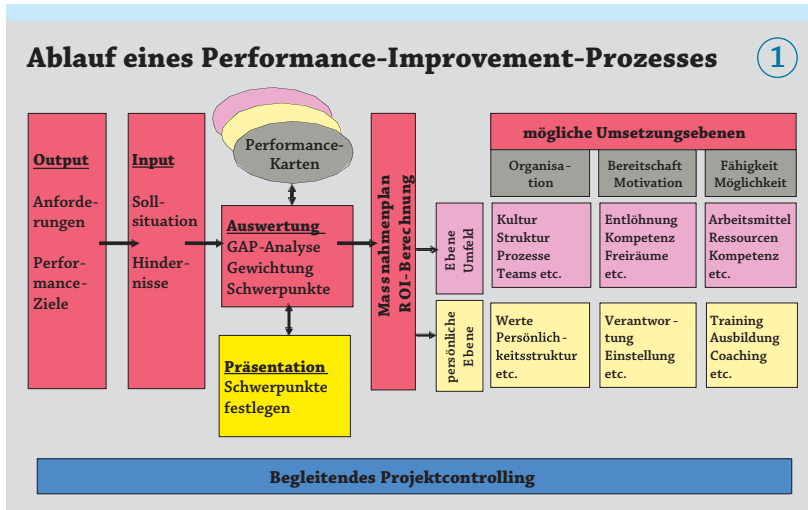 Ablauf eines Performance-Improvement-Prozesses
1
Output
Anforde-
rungen
Perfor-
mance-
Ziele
Input
Soll-
situation
Hinder-
nisse
Performance-
Karten
Auswertung
GAP-Analyse
Gewichtung
Schwerpunkte
Präsentation
Schwerpunkte
festlegen
Massnahmenplan
ROI-Berechnung
mögliche Umsetzungsebenen
Organisa-
tion
Bereitschaft
Motivation
Fähigkeit
Möglichkeit
Ebene
Umfeld
Kultur
Struktur
Prozesse
Teams etc.
Entlöhnung
Kompetenz
Freiräume
etc.
Arbeitsmittel
Ressourcen
Kompetenz
etc.
persönliche
Ebene
Werte
Persönlich-
keitsstruktur
etc.
Verantwor-
tung
Einstellung
etc.
Training
Ausbildung
Coaching
etc.
Begleitendes Projektcontrolling